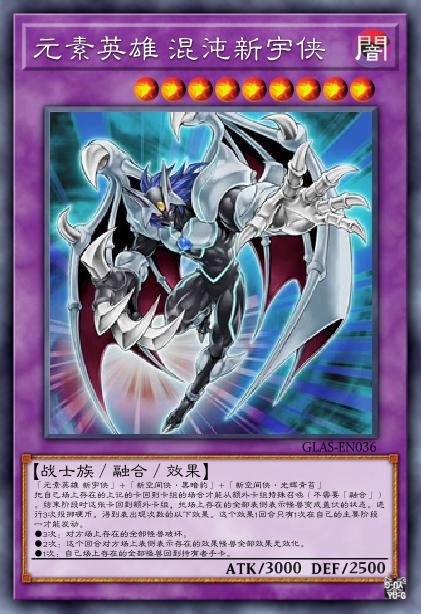 元素英雄 混沌新宇侠
闇
GLAS-EN036
【战士族／融合／效果】
「元素英雄 新宇侠」+「新空间侠·黑暗豹」+「新空间侠·光辉青苔」
把自己场上存在的上记的卡回到卡组的场合才能从额外卡组特殊召唤（不需要「融合」）
。结束阶段时这张卡回到额外卡组，此场上存在的全部表侧表示怪兽变成盖伏的状态。进
行3次投掷硬币，得到表出现次数的以下效果。这个效果1回合只有1次在自己的主要阶段
一才能发动。
●3次：对方场上存在的全部怪兽破坏。
●2次：这个回合对方场上表侧表示存在的效果怪兽全部效果无效化。
●1次：自己场上存在的全部怪兽回到持有者手卡。
ATK/3000 DEF/2500